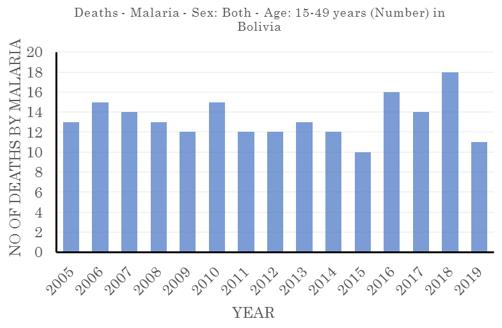 Deaths - Malaria - Sex: Both - Age: 15-49 years (Number) in
Bolivia
NO OF DEATHS BY MALARIA
20
18
16
14
12
10
8
6
4
2
0
2005 2006 2007 2008 2009 2010 2011 2012 2013 2014 2015 2016 2017 2018 2019
YEAR